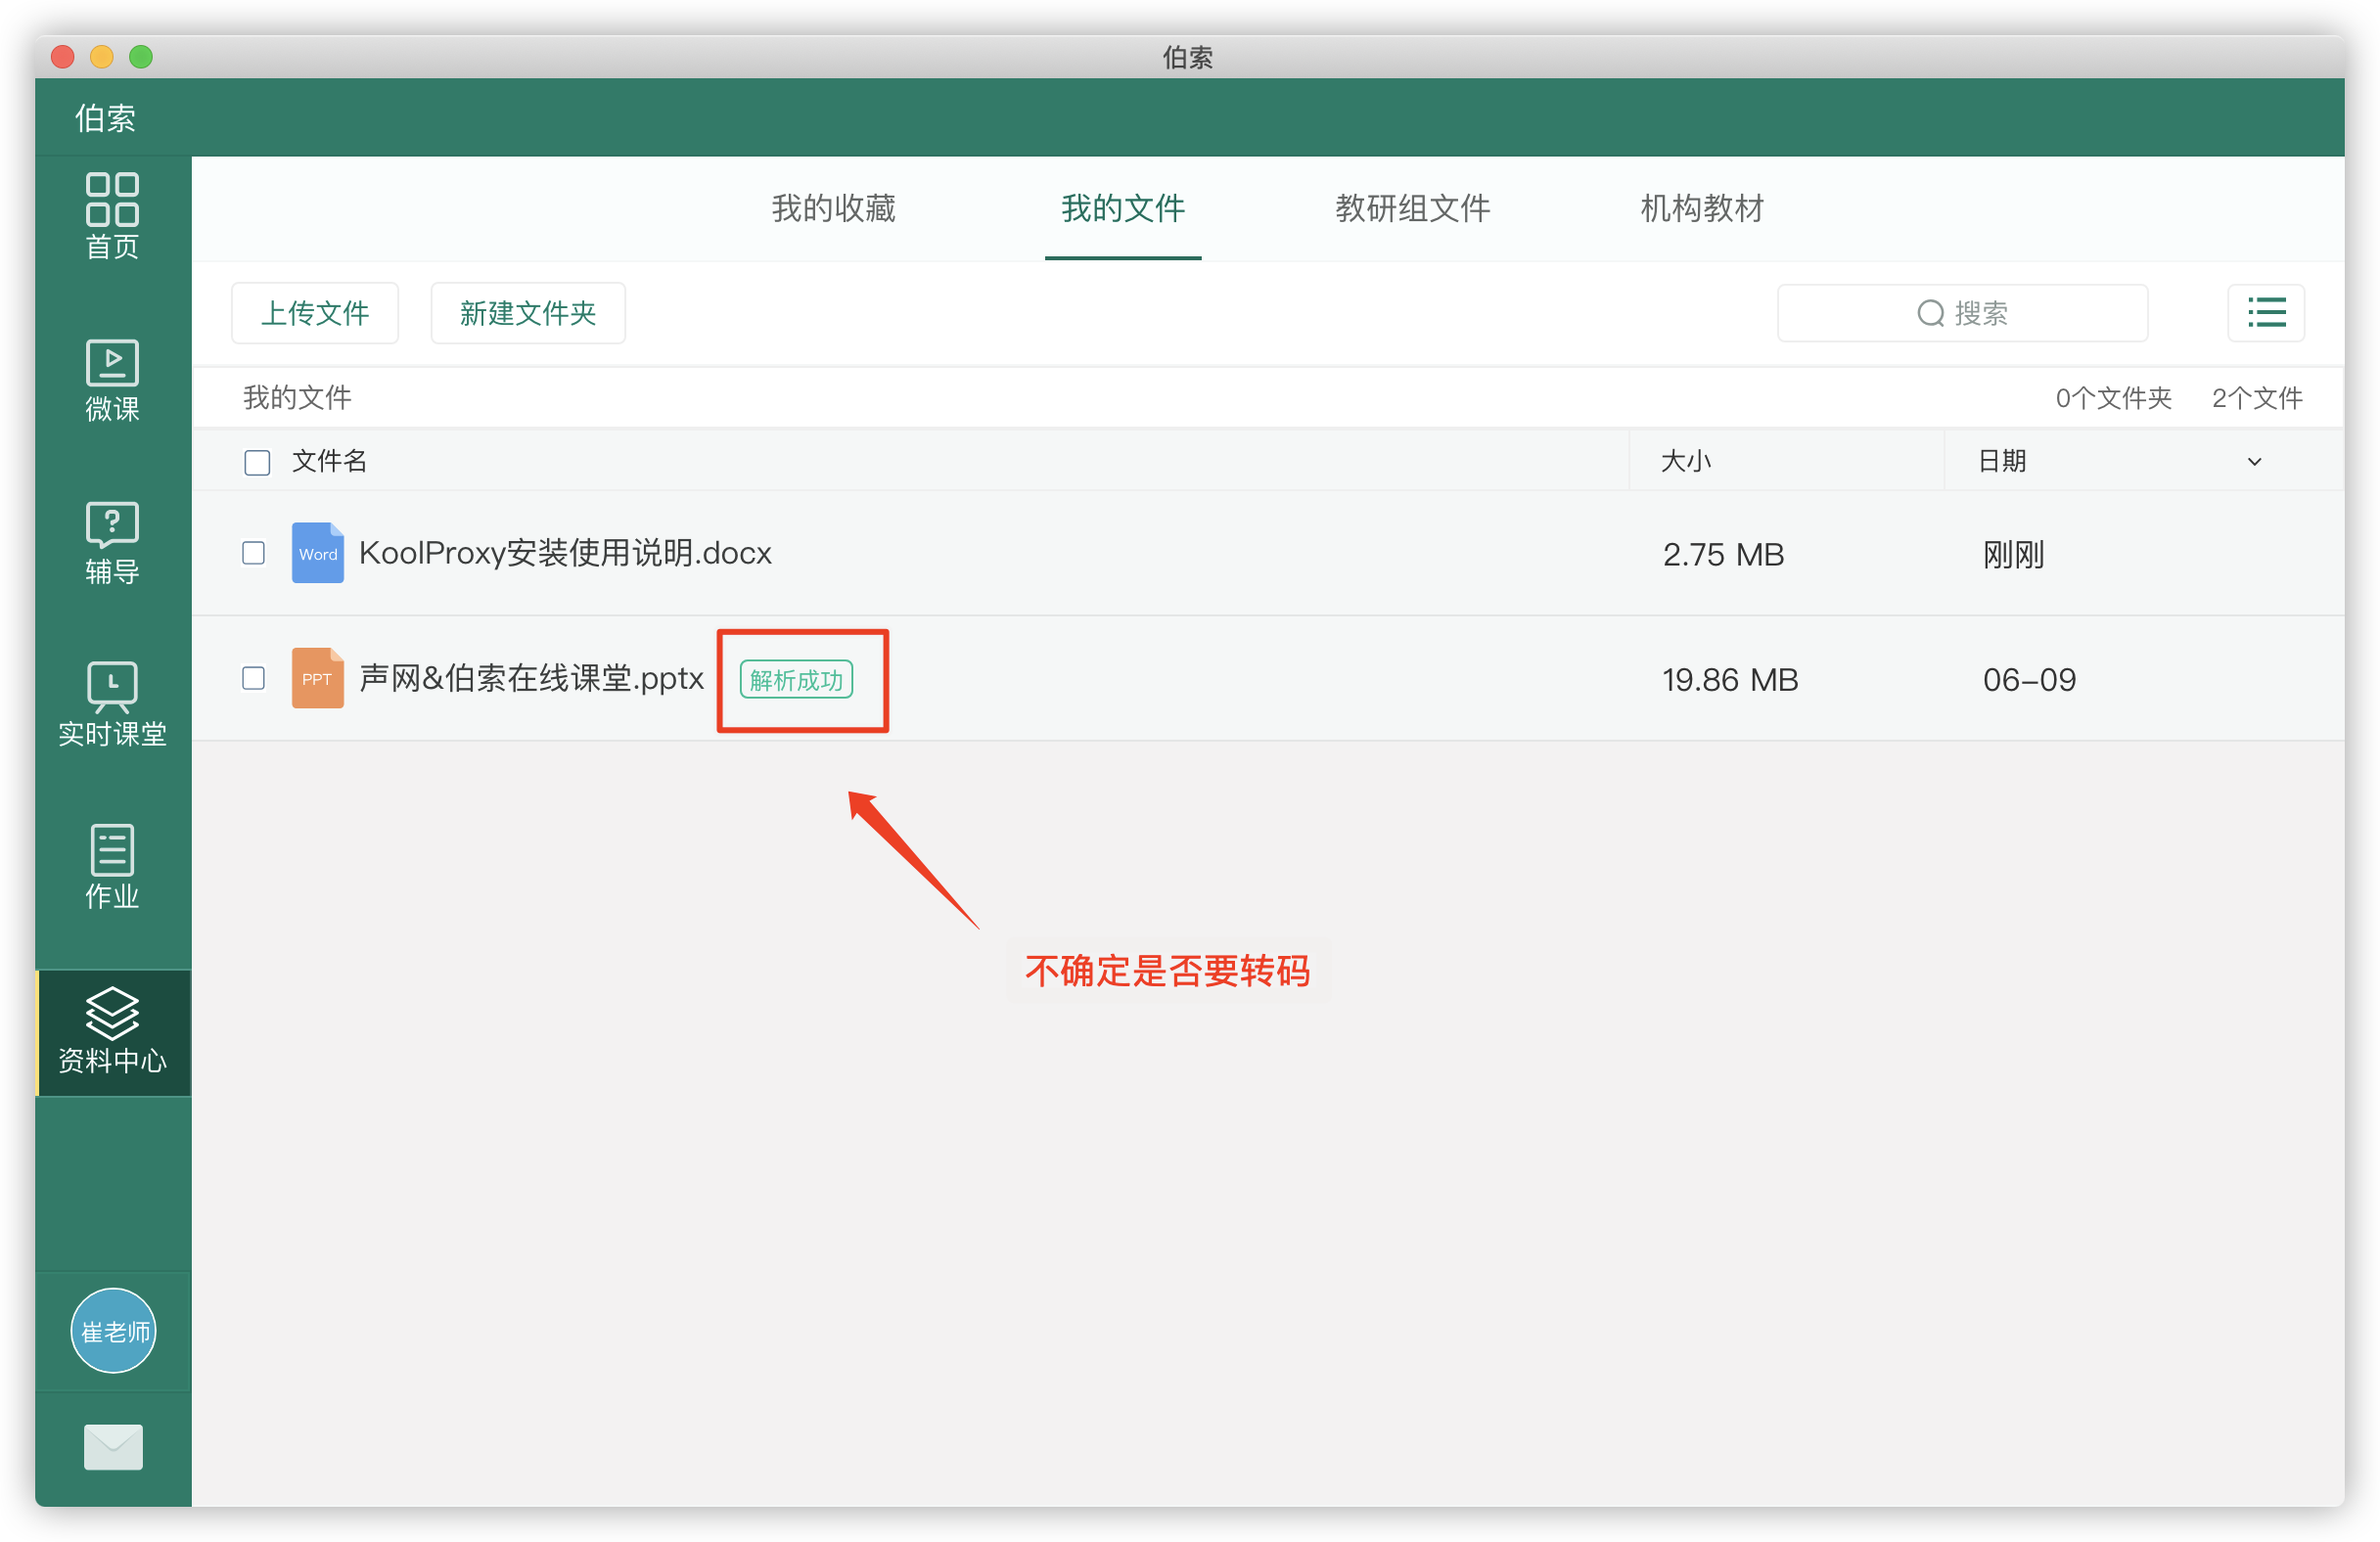 伯索
伯索
首页
微课
辅导
实时课堂
作业
资料中心
崔老师
我的收藏
我的文件
教研组文件
机构教材
上传文件
新建文件夹
搜索
我的文件
0个文件夹
2个文件
文件名
大小
日期
Word
KoolProxy安装使用说明.docx
2.75 MB
刚刚
PPT
声网&伯索在线课堂.pptx
解析成功
19.86 MB
06-09
不确定是否要转码